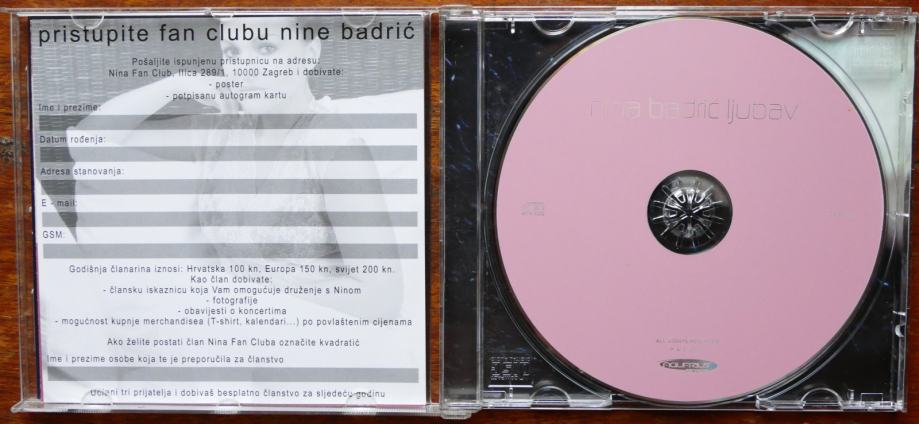 pristupite fan clubu nine badrić
Pošaljite ispunjenu pristupnicu na adresu:
Nina Fan Club, Ilica 289/1, 10000 Zagreb i dobivate:
- poster
- potpisanu autogram kartu
Ime i prezime:
Datum rođenja:
Adresa stanovanja:
E - mail:
GSM:
Godišnja članarina iznosi: Hrvatska 100 kn, Europa 150 kn, svijet 200 kn.
Kao član dobivate:
- člansku iskaznicu koja Vam omogućuje druženje s Ninom
- fotografije
- obavijesti o koncertima
- mogućnost kupnje merchandisea (T-shirt, kalendari...) po povlaštenim cijenama
Ako želite postati član Nina Fan Cluba označite kvadratić
Ime i prezime osobe koja te je preporučila za članstvo
Učlani tri prijatelja i dobivaš besplatno članstvo za sljedeću godinu
nina badrić ljubav
AQUARIUS